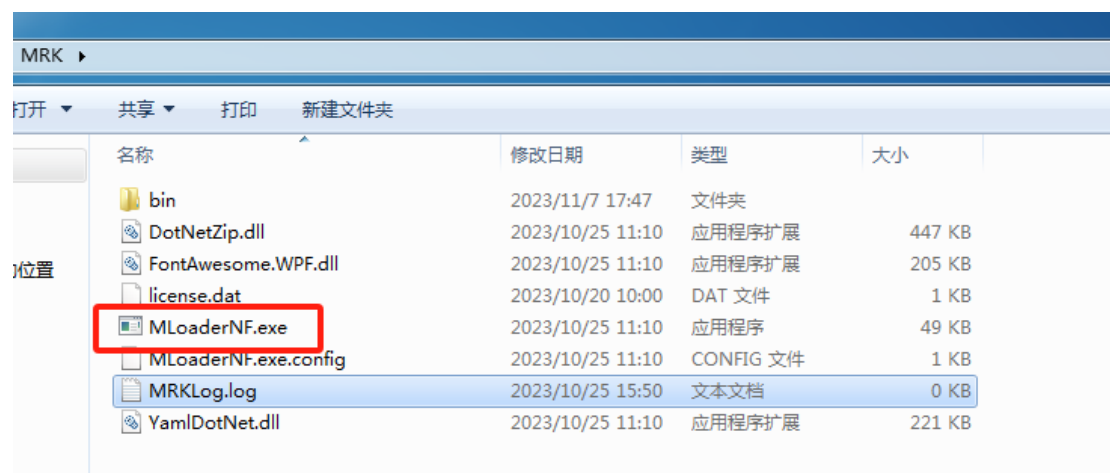 MRK
打开 共享 打印 新建文件夹
名称 修改日期 类型 大小
bin 2023/11/7 17:47 文件夹
DotNetZip.dll 2023/10/25 11:10 应用程序扩展 447 KB
的位置 FontAwesome.WPF.dll 2023/10/25 11:10 应用程序扩展 205 KB
license.dat 2023/10/20 10:00 DAT 文件 1 KB
MLoaderNF.exe 2023/10/25 11:10 应用程序 49 KB
MLoaderNF.exe.config 2023/10/25 11:10 CONFIG 文件 1 KB
MRKLog.log 2023/10/25 15:50 文本文档 0 KB
YamlDotNet.dll 2023/10/25 11:10 应用程序扩展 221 KB